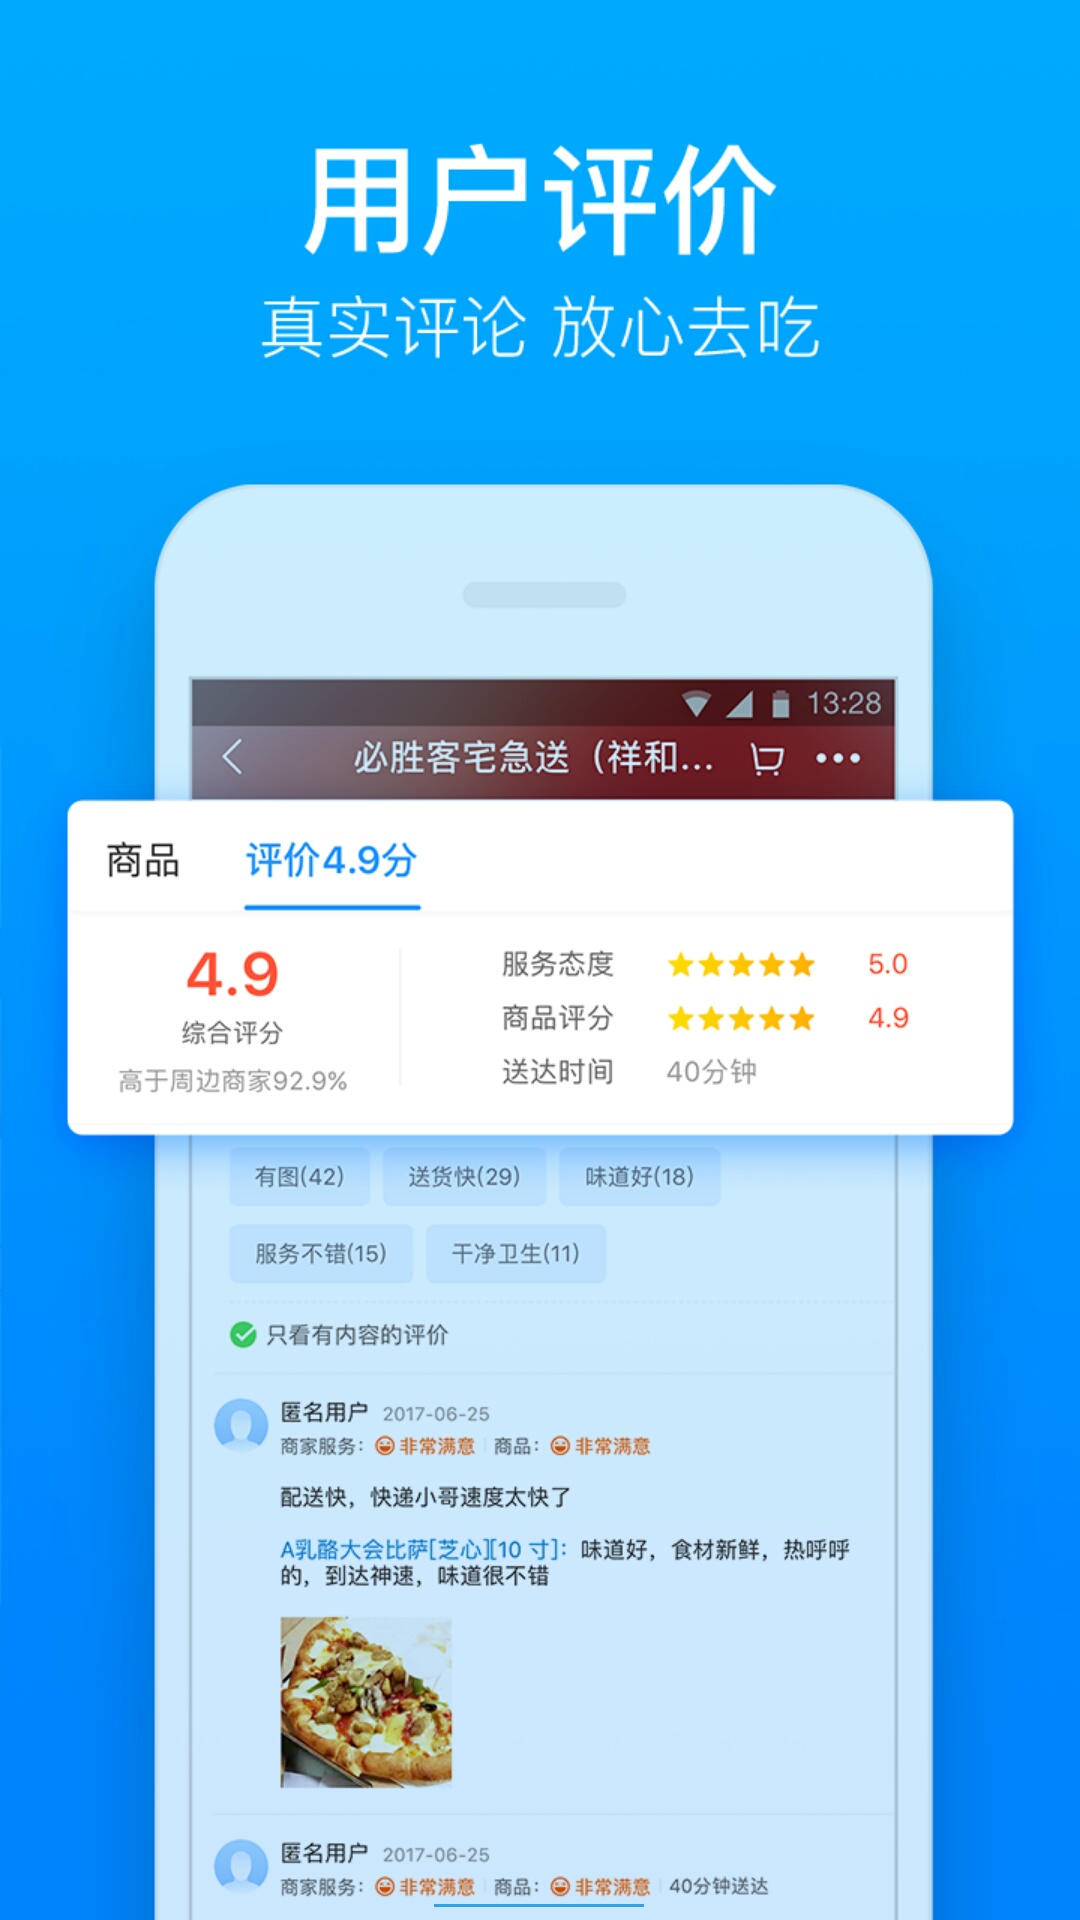 用户评价
真实评论 放心去吃
13:28
必胜客宅急送（祥和...
商品 评价4.9分
4.9
综合评分
高于周边商家92.9%
服务态度 5.0
商品评分 4.9
送达时间 40分钟
有图(42) 送货快(29) 味道好(18)
服务不错(15) 干净卫生(11)
只看有内容的评价
匿名用户 2017-06-25
商家服务： 非常满意 商品： 非常满意
配送快，快递小哥速度太快了
A乳酪大会比萨[芝心][10 寸]：味道好，食材新鲜，热呼呼
的，到达神速，味道很不错
匿名用户 2017-06-25
商家服务： 非常满意 商品： 非常满意 40分钟送达